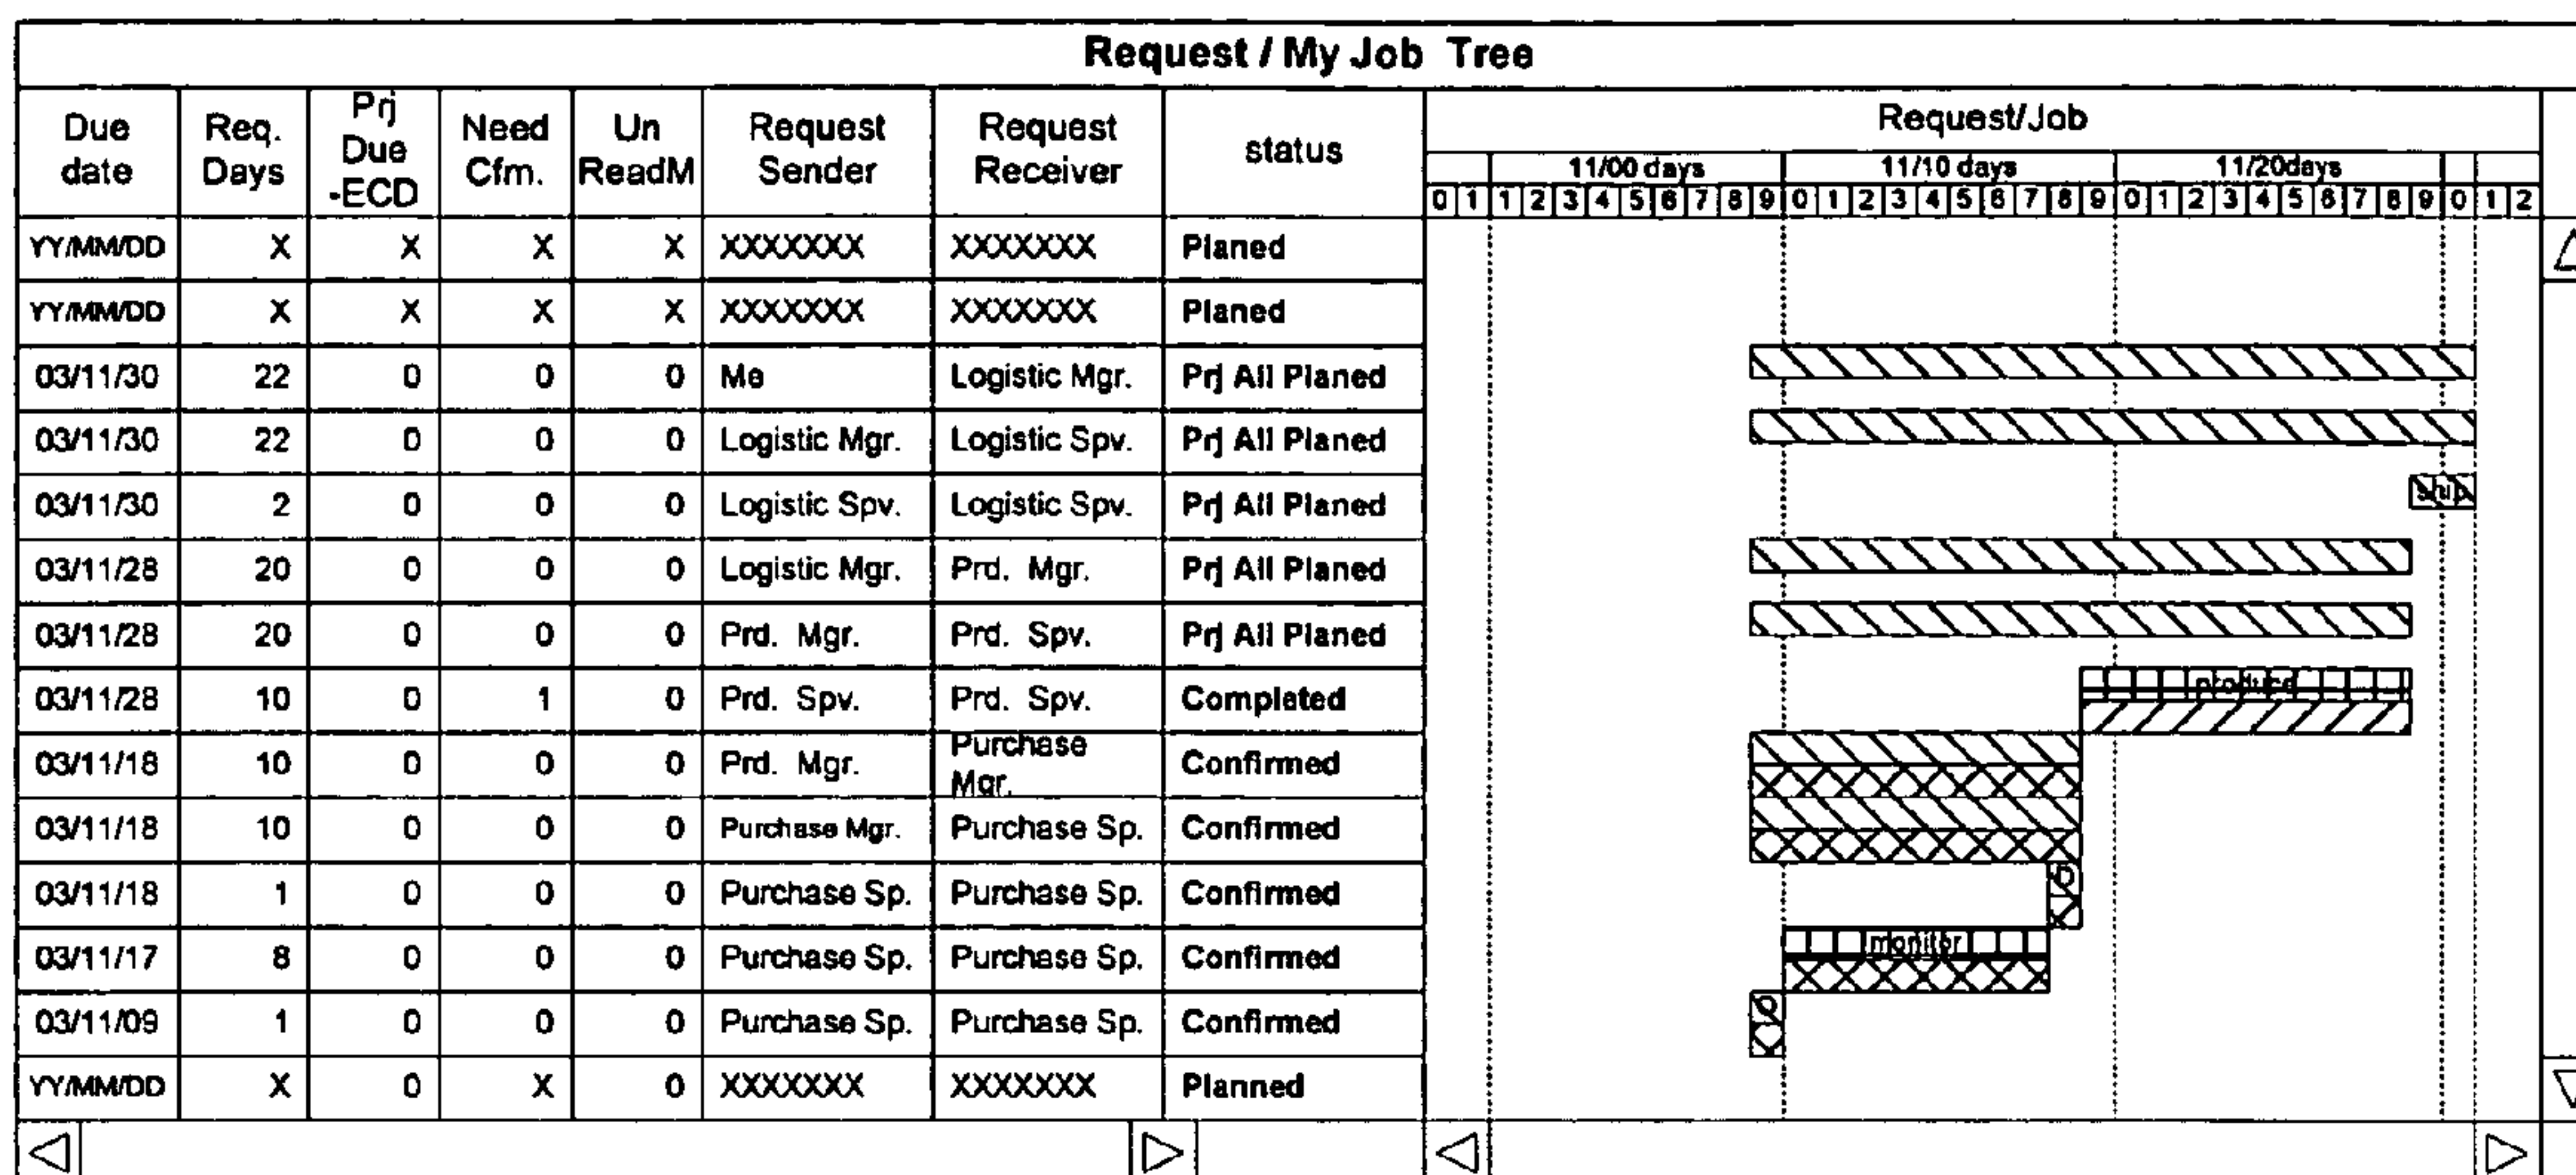 Request / My Job Tree
Due date Req. Days Prj Due -ECD Need Cfm. Un ReadM Request Sender Request Receiver status Request/Job
11/00 days 11/10 days 11/20days
0 1 1 2 3 4 5 6 7 8 9 0 1 2 3 4 5 6 7 8 9 0 1 2 3 4 5 6 7 8 9 0 1 2
YY/MM/DD X X X X XXXXXXX XXXXXXX Planed
YY/MM/DD X X X X XXXXXXX XXXXXXX Planed
03/11/30 22 0 0 0 Me Logistic Mgr. Prj All Planed
03/11/30 22 0 0 0 Logistic Mgr. Logistic Spv. Prj All Planed
03/11/30 2 0 0 0 Logistic Spv. Logistic Spv. Prj All Planed ship
03/11/28 20 0 0 0 Logistic Mgr. Prd. Mgr. Prj All Planed
03/11/28 20 0 0 0 Prd. Mgr. Prd. Spv. Prj All Planed
03/11/28 10 0 1 0 Prd. Spv. Prd. Spv. Completed produce
03/11/18 10 0 0 0 Prd. Mgr. Purchase Mgr. Confirmed
03/11/18 10 0 0 0 Purchase Mgr. Purchase Sp. Confirmed
03/11/18 1 0 0 0 Purchase Sp. Purchase Sp. Confirmed
03/11/17 8 0 0 0 Purchase Sp. Purchase Sp. Confirmed monitor
03/11/09 1 0 0 0 Purchase Sp. Purchase Sp. Confirmed
YY/MM/DD X 0 X 0 XXXXXXX XXXXXXX Planned